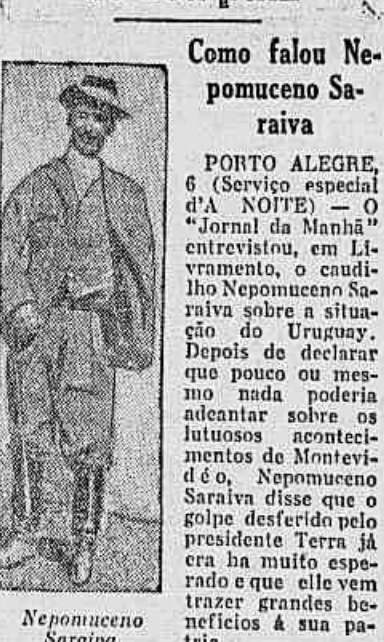 Como falou Ne-
pomuceno Sa-
raiva
PORTO ALEGRE,
6 (Serviço especial
d'A NOITE) — O
"Jornal da Manhã"
entrevistou, em Li-
vramento, o caudi-
lho Nepomuceno Sa-
raiva sobre a situa-
ção do Uruguay.
Depois de declarar
que pouco ou mes-
mo nada poderia
adeantar sobre os
lutuosos aconteci-
mentos de Montevi-
déo, Nepomuceno
Saraiva disse que o
golpe desferido pelo
presidente Terra já
era ha muito espe-
rado e que elle vem
trazer grandes be-
neficios á sua pa-
tria
Nepomuceno
Saraiva